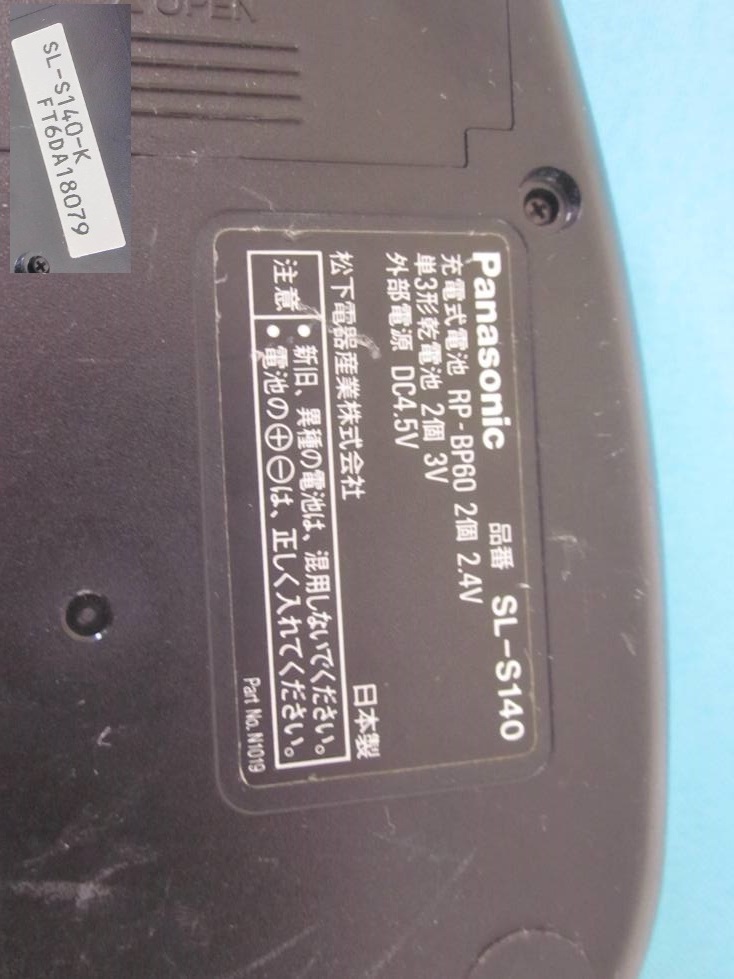 OPEN
SL-S140-K
FT6DA18079
Panasonic 品番 SL-S140
充電式電池 RP-BP60 2個 2.4V
単3形乾電池 2個 3V
外部電源 DC4.5V
松下電器産業株式会社 日本製
注意
●新旧、異種の電池は、混用しないでください。
●電池の⊕⊖は、正しく入れてください。
Part No. N1019